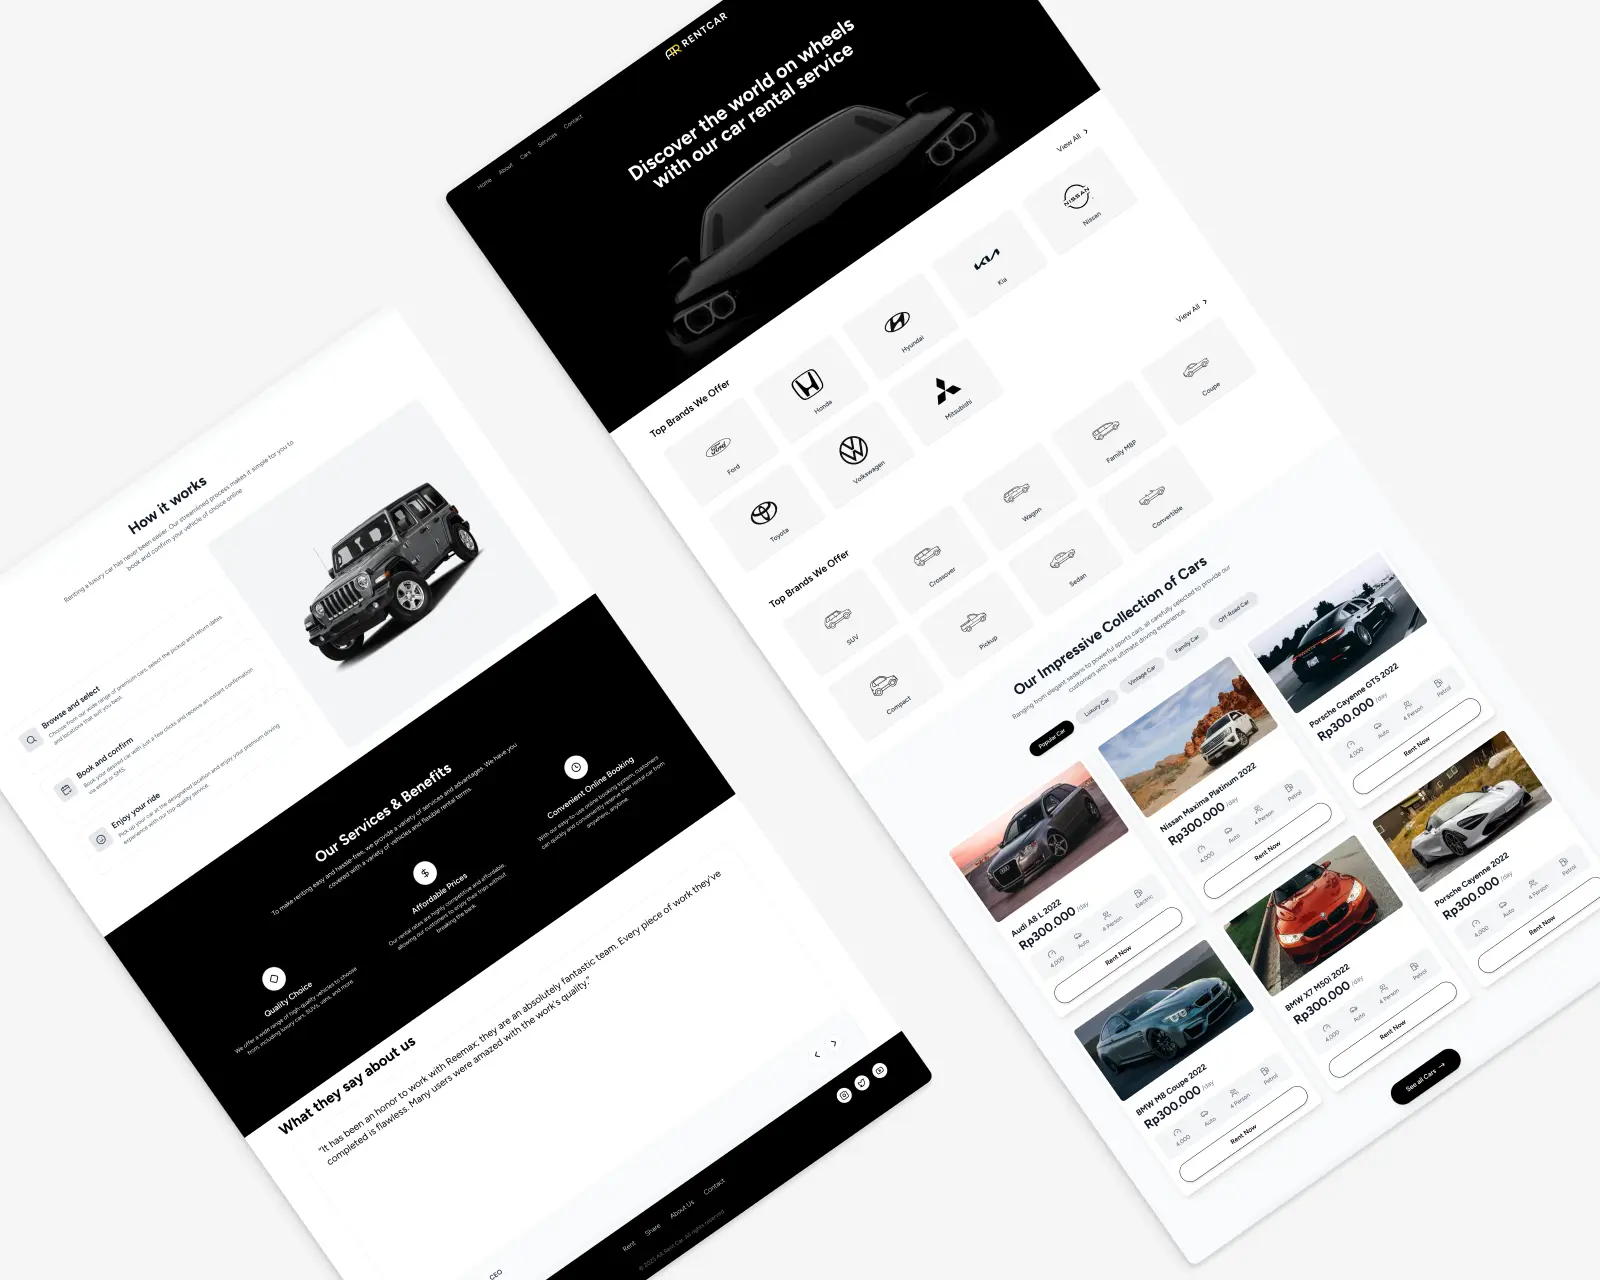 RENTCAR
Home
About
Cars
Services
Contact
Discover the world on wheels
with our car rental service
Top Brands We Offer
View All
Ford
Honda
Hyundai
Kia
NISSAN
Nissan
Toyota
Volkswagen
Mitsubishi
Top Brands We Offer
View All
SUV
Crossover
Wagon
Family MBP
Coupe
Compact
Pickup
Sedan
Convertible
Our Impressive Collection of Cars
Ranging from elegant sedans to powerful sports cars, all carefully selected to provide our
customers with the ultimate driving experience.
Popular Car
Luxury Car
Vintage Car
Family Car
Off-Road Car
Audi A8 L 2022
Rp300.000 /day
4,000
Auto
4 Person
Electric
Rent Now
Nissan Maxima Platinum 2022
Rp300.000 /day
4,000
Auto
4 Person
Petrol
Rent Now
Porsche Cayenne GTS 2022
Rp300.000 /day
4,000
Auto
4 Person
Petrol
Rent Now
BMW M8 Coupe 2022
Rp300.000 /day
4,000
Auto
4 Person
Petrol
Rent Now
BMW X7 M50i 2022
Rp300.000 /day
4,000
Auto
4 Person
Petrol
Rent Now
Porsche Cayenne 2022
Rp300.000 /day
4,000
Auto
4 Person
Petrol
Rent Now
See all Cars
How it works
Renting a luxury car has never been easier. Our streamlined process makes it simple for you to
book and confirm your vehicle of choice online
Browse and select
Choose from our wide range of premium cars, select the pickup and return dates
and locations that suit you best.
Book and confirm
Book your desired car with just a few clicks and receive an instant confirmation
via email or SMS.
Enjoy your ride
Pick up your car at the designated location and enjoy your premium driving
experience with our top-quality service.
Our Services & Benefits
To make renting easy and hassle-free, we provide a variety of services and advantages. We have you
covered with a variety of vehicles and flexible rental terms.
Quality Choice
We offer a wide range of high-quality vehicles to choose
from, including luxury cars, SUVs, vans, and more
Affordable Prices
Our rental rates are highly competitive and affordable,
allowing our customers to enjoy their trips without
breaking the bank.
Convenient Online Booking
With our easy-to-use online booking system, customers
can quickly and conveniently reserve their rental car from
anywhere, anytime.
What they say about us
"It has been an honor to work with Reemax; they are an absolutely fantastic team. Every piece of work they've
completed is flawless. Many users were amazed with the work's quality."
CEO
Rent
Share
About Us
Contact
© 2023 AR Rent Car. All rights reserved